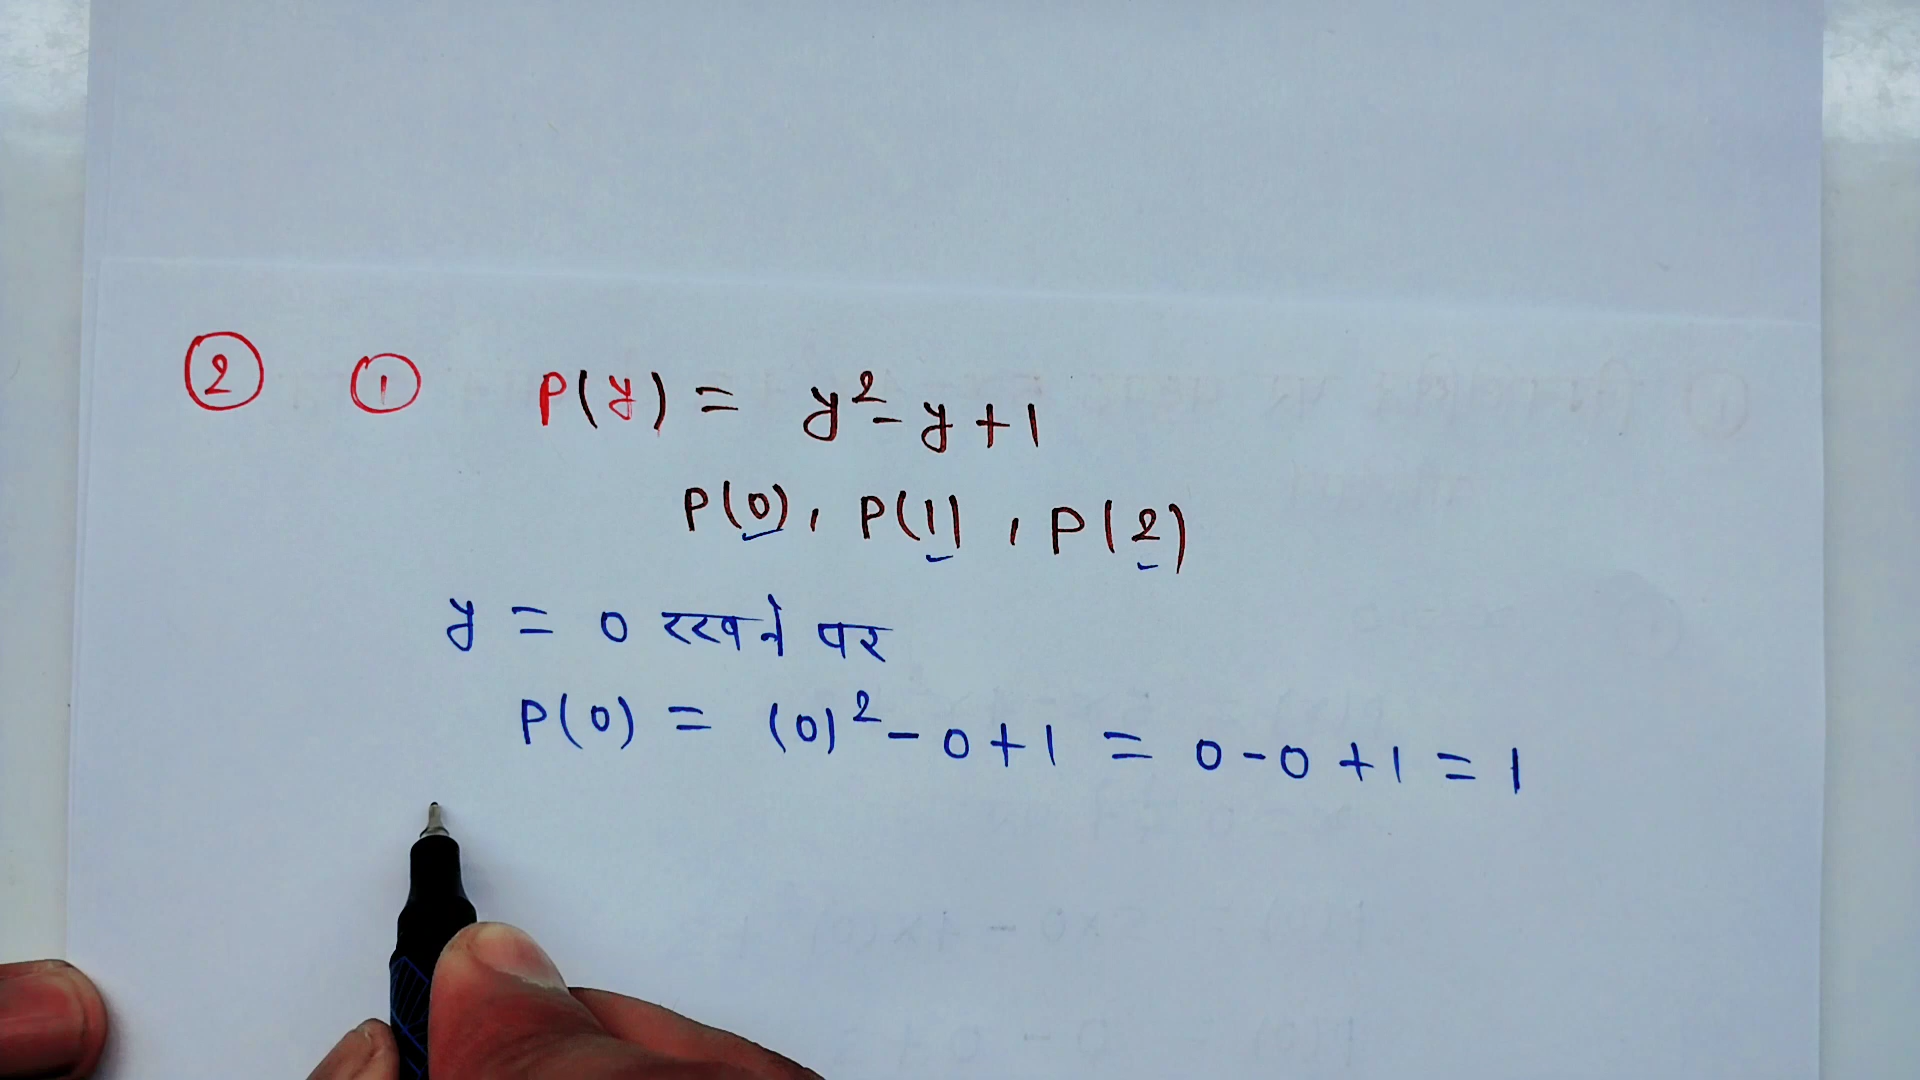 ② ① P(y) = y² - y + 1
P(0), P(1), P(2)
y = 0 रखने पर
P(0) = (0)² - 0 + 1 = 0 - 0 + 1 = 1